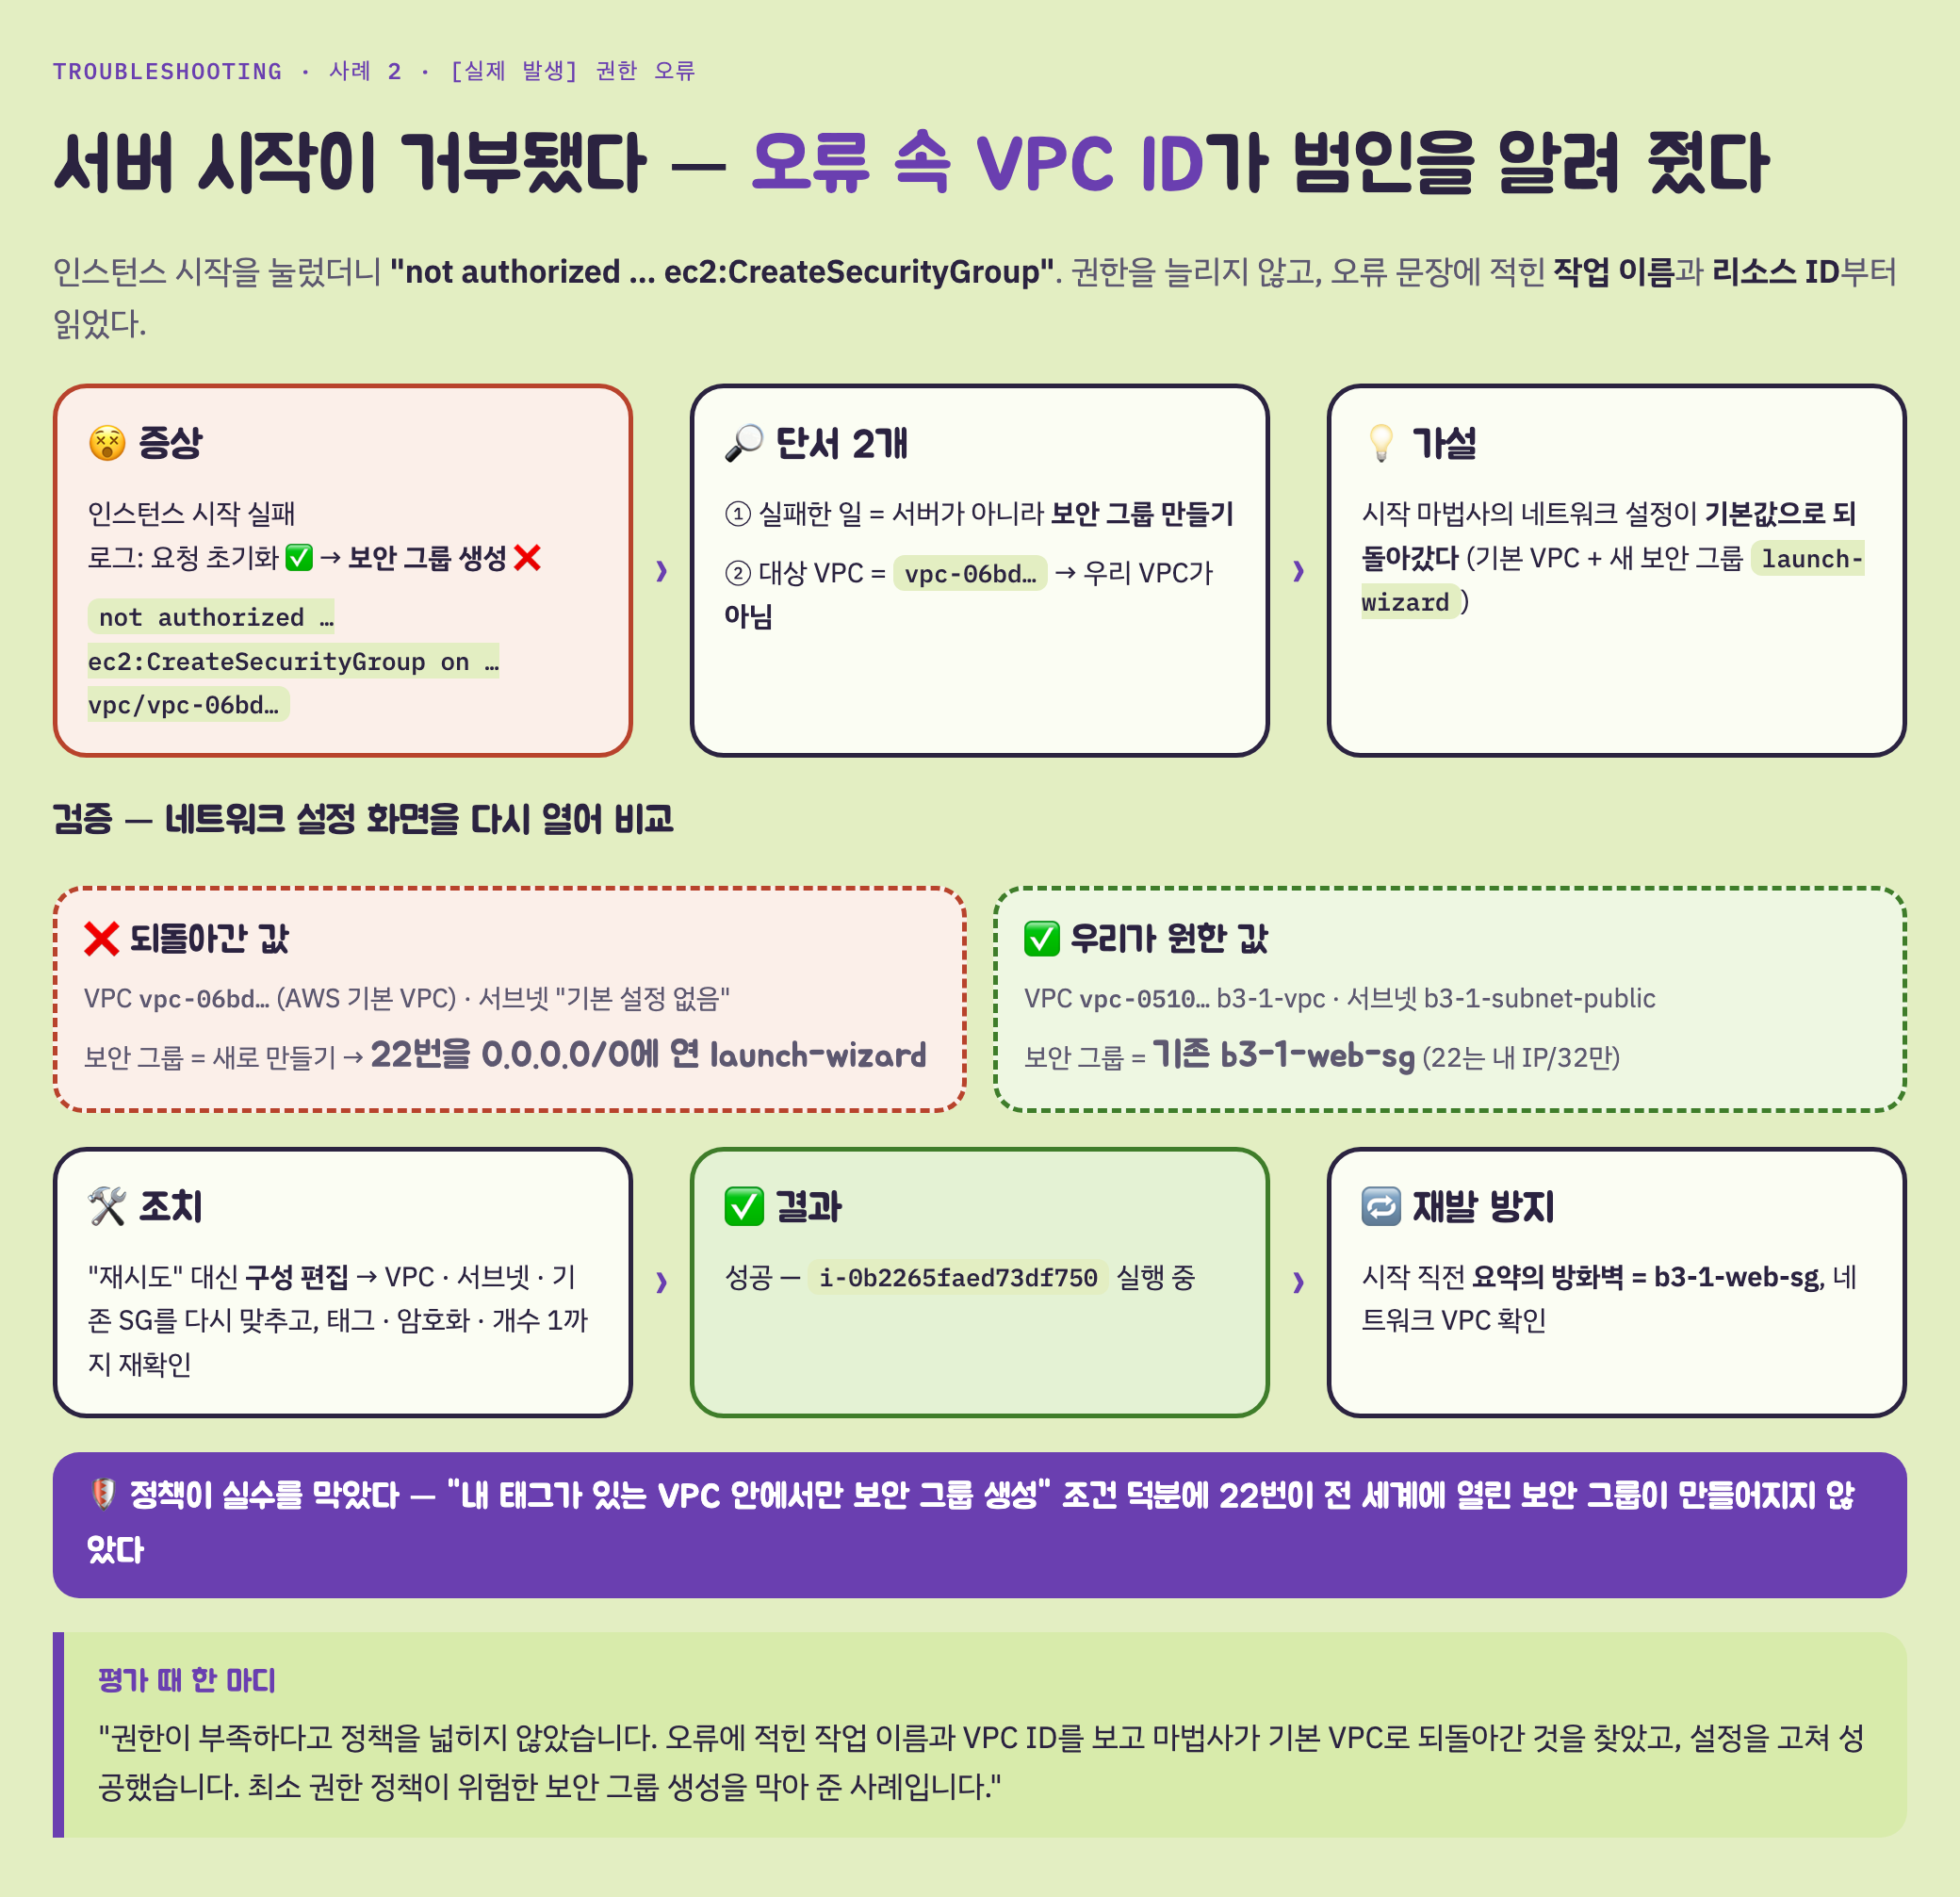 TROUBLESHOOTING · 사례 2 · [실제 발생] 권한 오류
서버 시작이 거부됐다 — 오류 속 VPC ID가 범인을 알려 줬다
인스턴스 시작을 눌렀더니 "not authorized … ec2:CreateSecurityGroup". 권한을 늘리지 않고, 오류 문장에 적힌 작업 이름과 리소스 ID부터
읽었다.
😵 증상
인스턴스 시작 실패
로그: 요청 초기화 ✅ → 보안 그룹 생성 ❌
not authorized …
ec2:CreateSecurityGroup on …
vpc/vpc-06bd…
›
🔎 단서 2개
① 실패한 일 = 서버가 아니라 보안 그룹 만들기
② 대상 VPC = vpc-06bd… → 우리 VPC가
아님
›
💡 가설
시작 마법사의 네트워크 설정이 기본값으로 되
돌아갔다 (기본 VPC + 새 보안 그룹 launch-
wizard )
검증 — 네트워크 설정 화면을 다시 열어 비교
❌ 되돌아간 값
VPC vpc-06bd… (AWS 기본 VPC) · 서브넷 "기본 설정 없음"
보안 그룹 = 새로 만들기 → 22번을 0.0.0.0/0에 연 launch-wizard
✅ 우리가 원한 값
VPC vpc-0510… b3-1-vpc · 서브넷 b3-1-subnet-public
보안 그룹 = 기존 b3-1-web-sg (22는 내 IP/32만)
🛠️ 조치
"재시도" 대신 구성 편집 → VPC · 서브넷 · 기
존 SG를 다시 맞추고, 태그 · 암호화 · 개수 1까
지 재확인
›
✅ 결과
성공 — i-0b2265faed73df750 실행 중
›
🔁 재발 방지
시작 직전 요약의 방화벽 = b3-1-web-sg, 네
트워크 VPC 확인
🛡️ 정책이 실수를 막았다 — "내 태그가 있는 VPC 안에서만 보안 그룹 생성" 조건 덕분에 22번이 전 세계에 열린 보안 그룹이 만들어지지 않
았다
평가 때 한 마디
"권한이 부족하다고 정책을 넓히지 않았습니다. 오류에 적힌 작업 이름과 VPC ID를 보고 마법사가 기본 VPC로 되돌아간 것을 찾았고, 설정을 고쳐 성
공했습니다. 최소 권한 정책이 위험한 보안 그룹 생성을 막아 준 사례입니다."